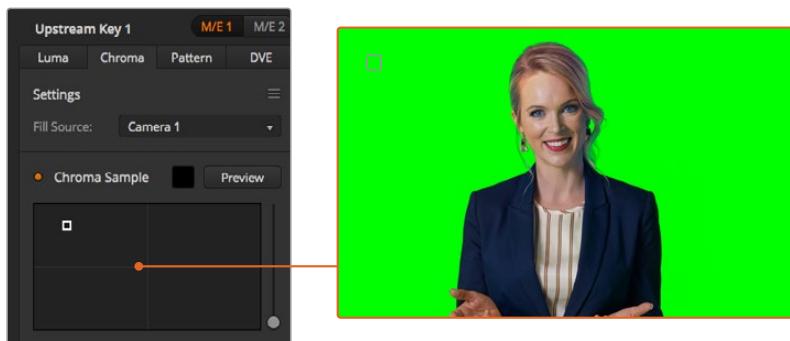 Upstream Key 1 M/E 1 M/E 2
Luma Chroma Pattern DVE
Settings
Fill Source: Camera 1
Chroma Sample Preview